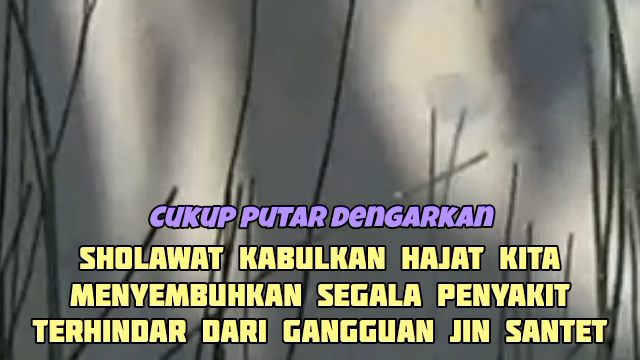 CUKUP PUTAR DENGARKAN
SHOLAWAT KABULKAN HAJAT KITA
MENYEMBUHKAN SEGALA PENYAKIT
TERHINDAR DARI GANGGUAN JIN SANTET